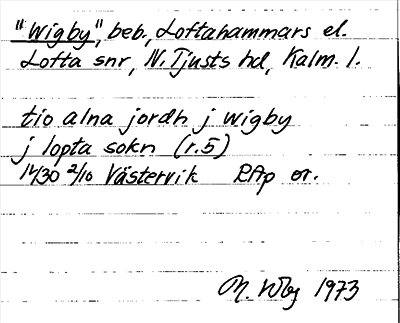 "Wigby", beb., Loftahammars el.
Lofta snr, N. Tjusts hd, Kalm. l.
tio alna jordh j wigby
j lopta sokn (r.5)
1430 2/10 Västervik RAp or.
1973